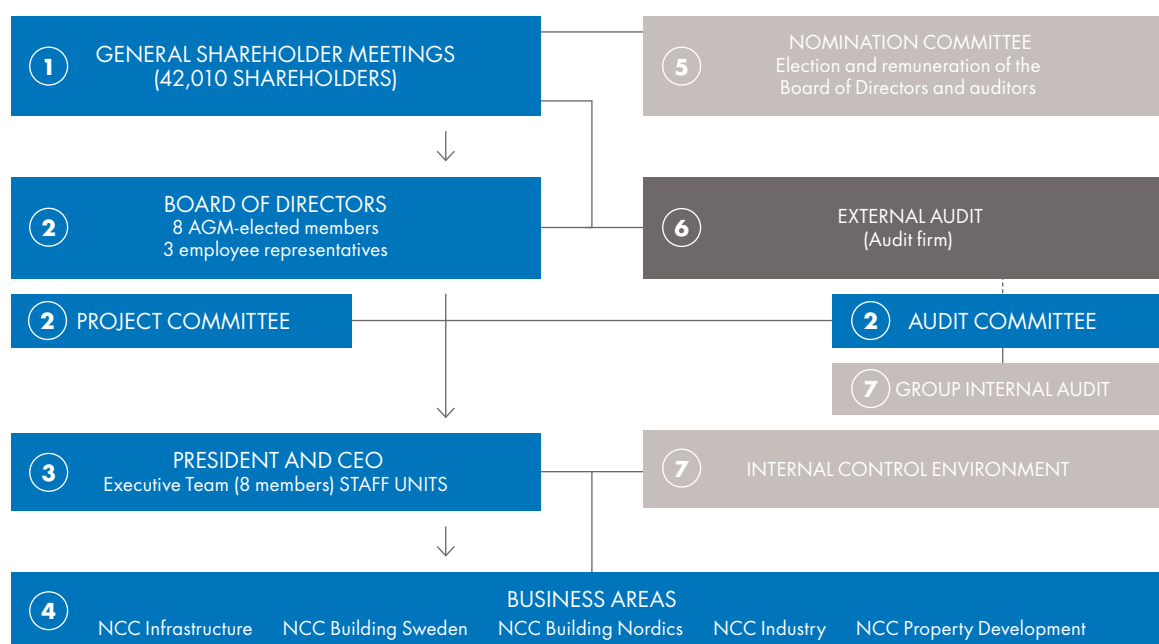 1
GENERAL SHAREHOLDER MEETINGS
(42,010 SHAREHOLDERS)
5
NOMINATION COMMITTEE
Election and remuneration of the
Board of Directors and auditors
2
BOARD OF DIRECTORS
8 AGM-elected members
3 employee representatives
6
EXTERNAL AUDIT
(Audit firm)
2 PROJECT COMMITTEE
2 AUDIT COMMITTEE
7 GROUP INTERNAL AUDIT
3
PRESIDENT AND CEO
Executive Team (8 members) STAFF UNITS
7 INTERNAL CONTROL ENVIRONMENT
4
BUSINESS AREAS
NCC Infrastructure NCC Building Sweden NCC Building Nordics NCC Industry NCC Property Development